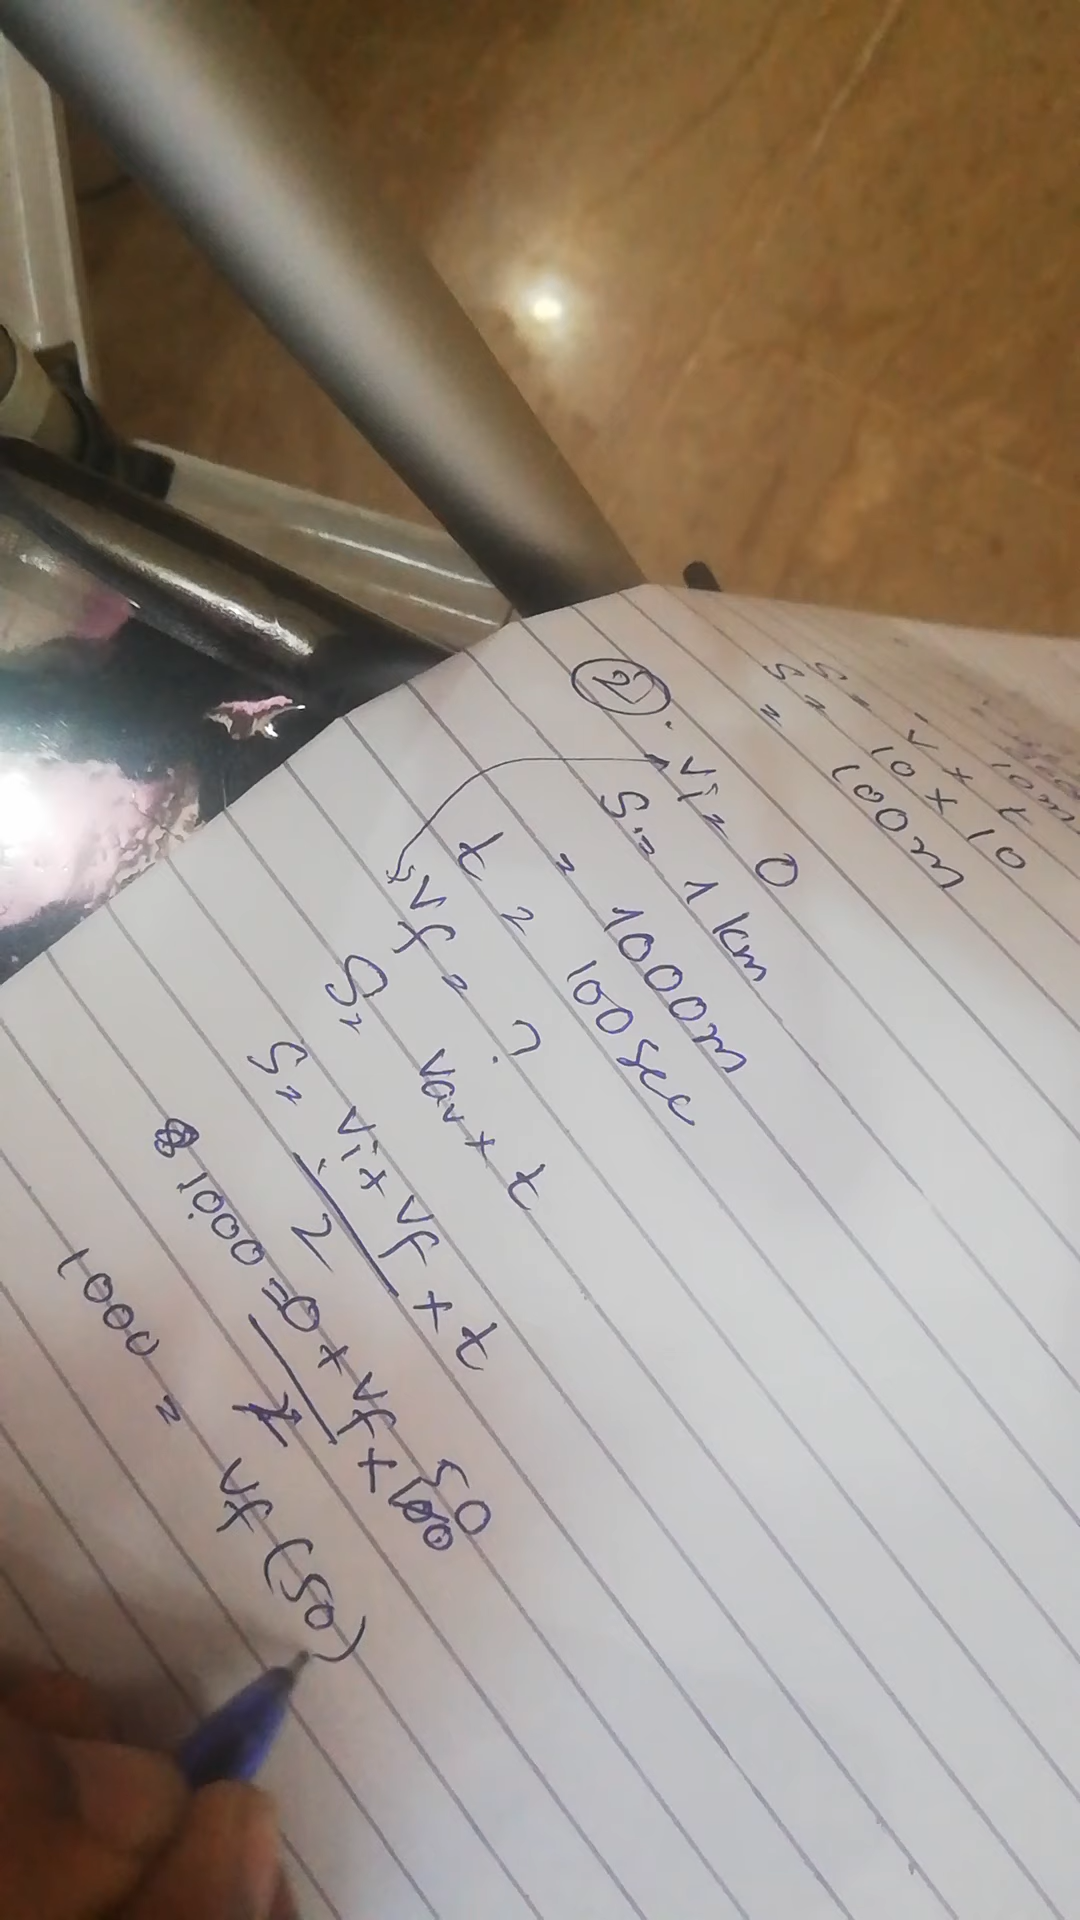 S = v × t
S = 10 × 10
= 100m
② vi = 0
S = 1 km
= 1000m
t = 100 sec
vf = ?
S = vav × t
S = vi + vf / 2 × t
1000 = 0 + vf / 2 × 100 50
1000 = vf (50)